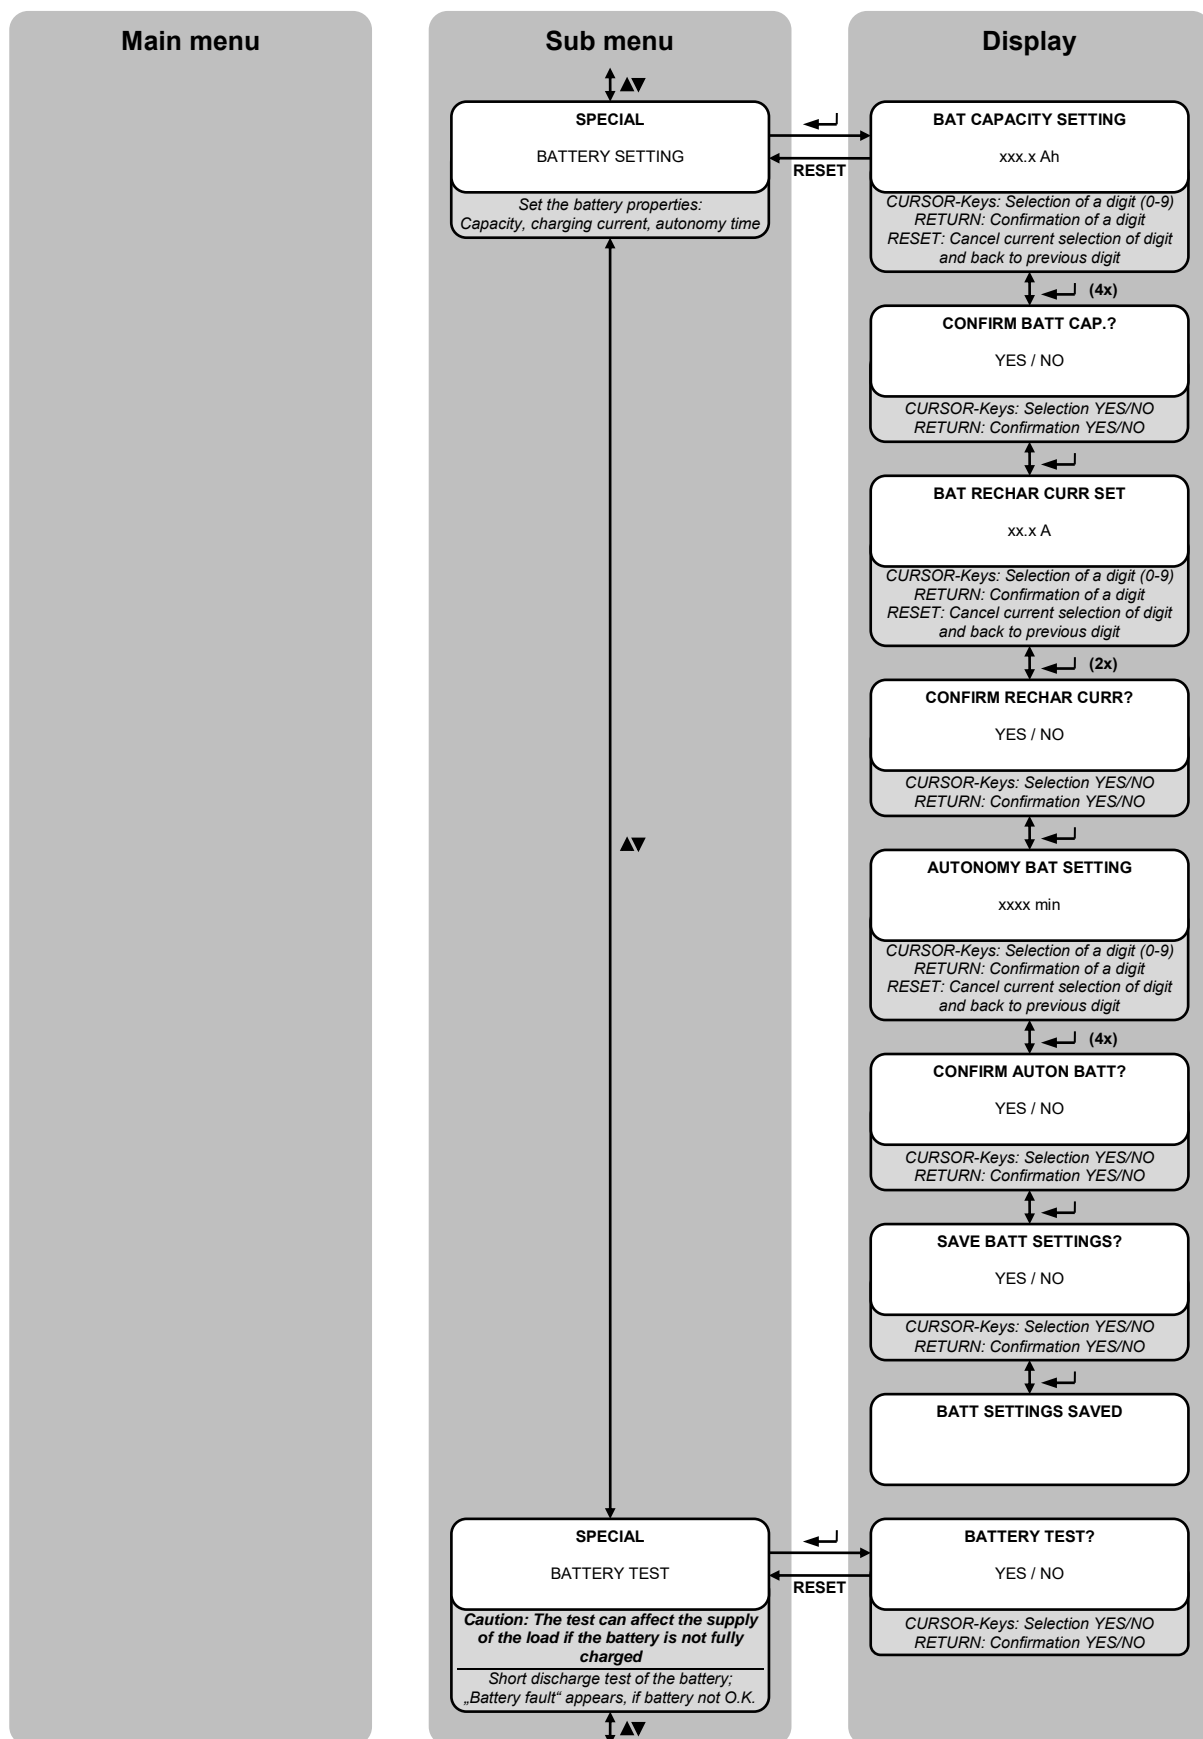 Main menu
Sub menu
Display
▲▼
SPECIAL
BATTERY SETTING
Set the battery properties:
Capacity, charging current, autonomy time
RESET
BAT CAPACITY SETTING
xxx.x Ah
CURSOR-Keys: Selection of a digit (0-9)
RETURN: Confirmation of a digit
RESET: Cancel current selection of digit
and back to previous digit
(4x)
CONFIRM BATT CAP.?
YES / NO
CURSOR-Keys: Selection YES/NO
RETURN: Confirmation YES/NO
BAT RECHAR CURR SET
xx.x A
CURSOR-Keys: Selection of a digit (0-9)
RETURN: Confirmation of a digit
RESET: Cancel current selection of digit
and back to previous digit
(2x)
CONFIRM RECHAR CURR?
YES / NO
CURSOR-Keys: Selection YES/NO
RETURN: Confirmation YES/NO
▲▼
AUTONOMY BAT SETTING
xxxx min
CURSOR-Keys: Selection of a digit (0-9)
RETURN: Confirmation of a digit
RESET: Cancel current selection of digit
and back to previous digit
(4x)
CONFIRM AUTON BATT?
YES / NO
CURSOR-Keys: Selection YES/NO
RETURN: Confirmation YES/NO
SAVE BATT SETTINGS?
YES / NO
CURSOR-Keys: Selection YES/NO
RETURN: Confirmation YES/NO
BATT SETTINGS SAVED
SPECIAL
BATTERY TEST
Caution: The test can affect the supply
of the load if the battery is not fully
charged
Short discharge test of the battery;
„Battery fault“ appears, if battery not O.K.
RESET
BATTERY TEST?
YES / NO
CURSOR-Keys: Selection YES/NO
RETURN: Confirmation YES/NO
▲▼